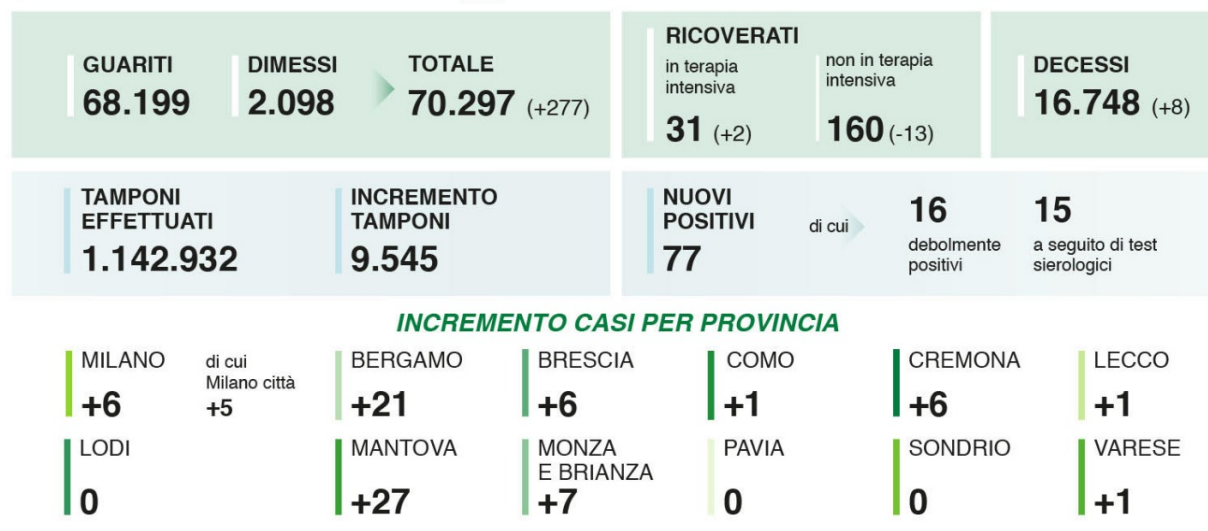 GUARITI
68.199
DIMESSI
2.098
TOTALE
70.297 (+277)
RICOVERATI
in terapia
intensiva
31 (+2)
non in terapia
intensiva
160 (-13)
DECESSI
16.748 (+8)
TAMPONI
EFFETTUATI
1.142.932
INCREMENTO
TAMPONI
9.545
NUOVI
POSITIVI
77
di cui
16
debolmente
positivi
15
a seguito di test
sierologici
INCREMENTO CASI PER PROVINCIA
MILANO
+6
di cui
Milano città
+5
BERGAMO
+21
BRESCIA
+6
COMO
+1
CREMONA
+6
LECCO
+1
LODI
0
MANTOVA
+27
MONZA
E BRIANZA
+7
PAVIA
0
SONDRIO
0
VARESE
+1